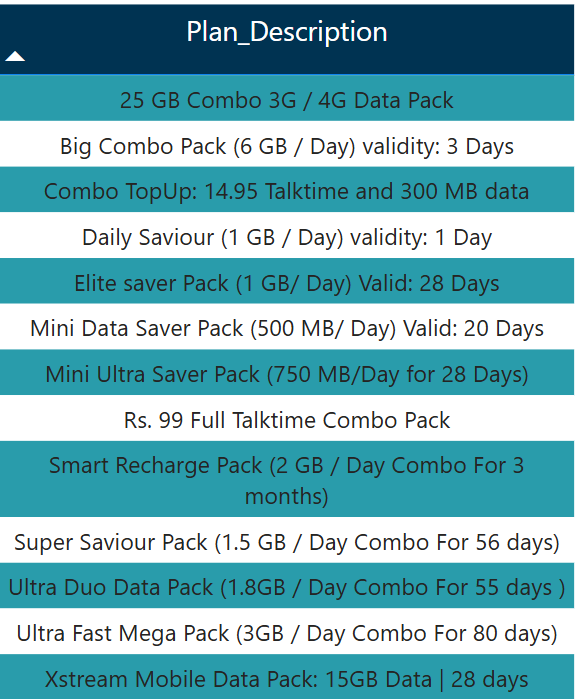 Plan_Description
25 GB Combo 3G / 4G Data Pack
Big Combo Pack (6 GB / Day) validity: 3 Days
Combo TopUp: 14.95 Talktime and 300 MB data
Daily Saviour (1 GB / Day) validity: 1 Day
Elite saver Pack (1 GB/ Day) Valid: 28 Days
Mini Data Saver Pack (500 MB/ Day) Valid: 20 Days
Mini Ultra Saver Pack (750 MB/Day for 28 Days)
Rs. 99 Full Talktime Combo Pack
Smart Recharge Pack (2 GB / Day Combo For 3
months)
Super Saviour Pack (1.5 GB / Day Combo For 56 days)
Ultra Duo Data Pack (1.8GB / Day Combo For 55 days )
Ultra Fast Mega Pack (3GB / Day Combo For 80 days)
Xstream Mobile Data Pack: 15GB Data | 28 days